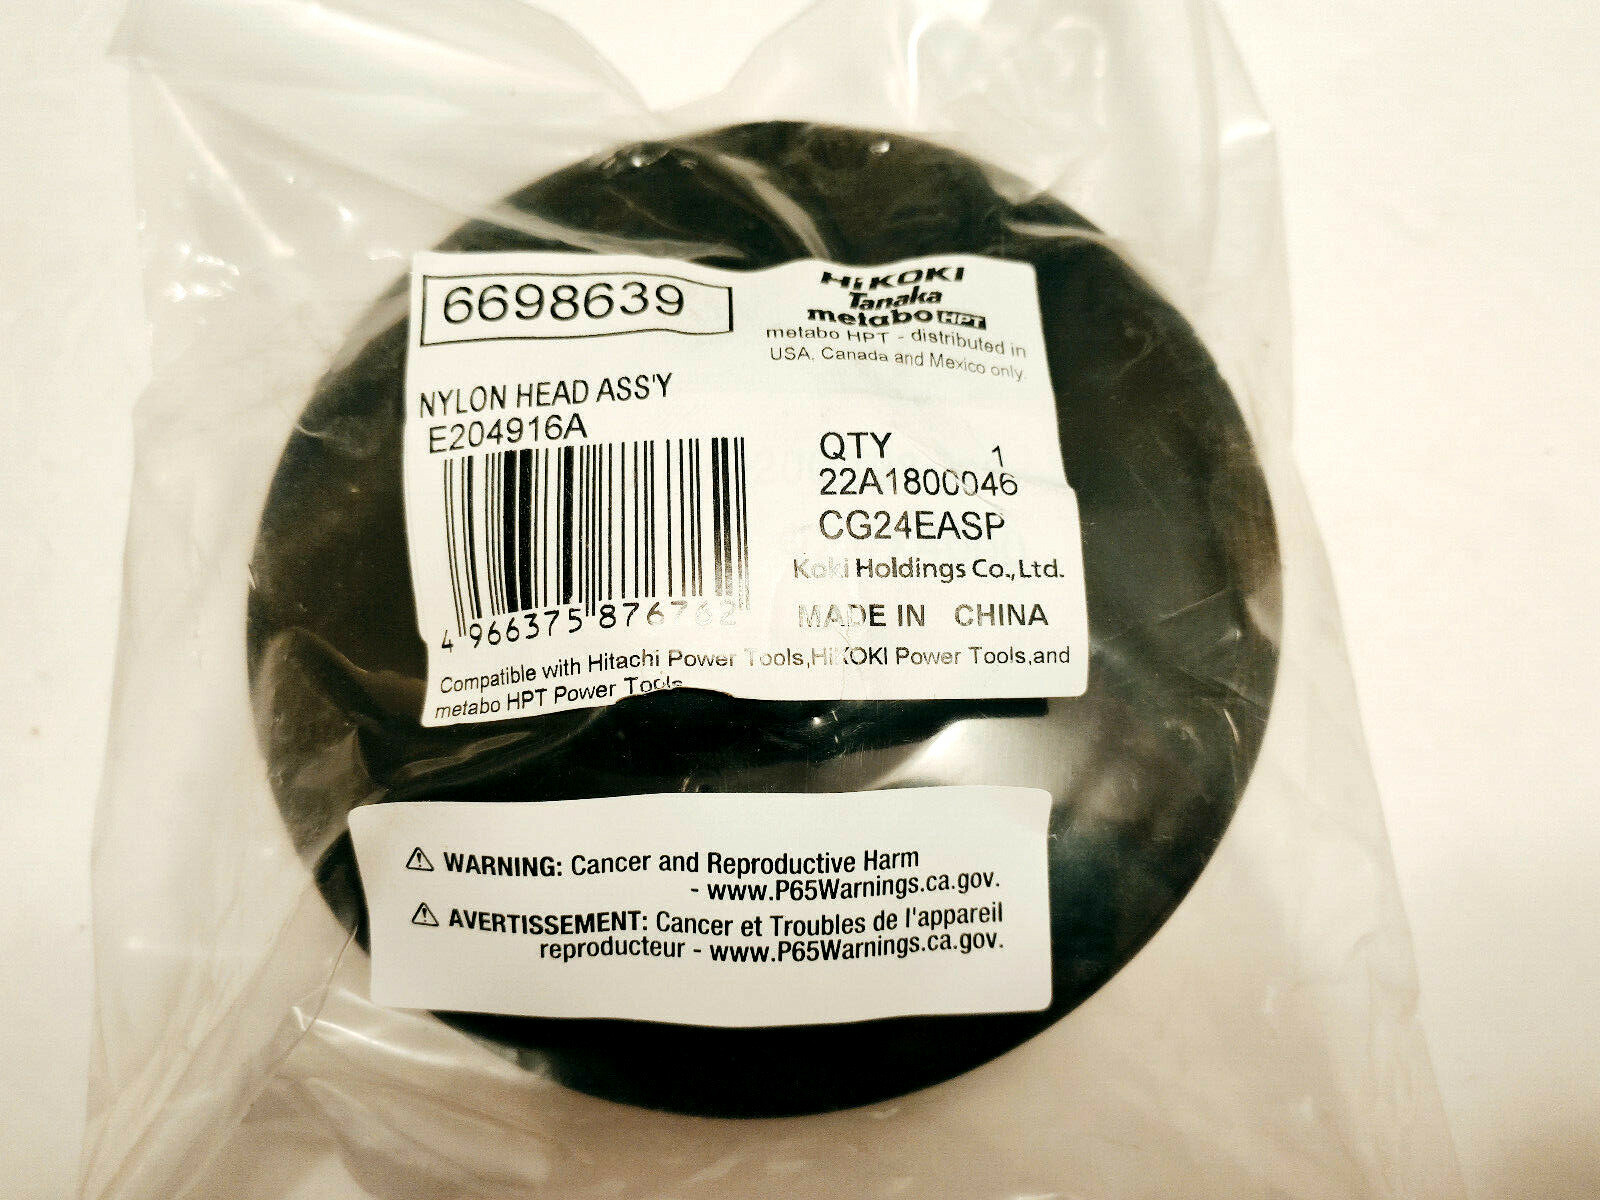 6698639
HiKOKI
Tanaka
metabo HPT
metabo HPT - distributed in
USA, Canada and Mexico only.
NYLON HEAD ASS'Y
E204916A
QTY 1
22A1800046
CG24EASP
Koki Holdings Co.,Ltd.
MADE IN CHINA
4 966375 876762
Compatible with Hitachi Power Tools,HiKOKI Power Tools,and
metabo HPT Power Tools
⚠ WARNING: Cancer and Reproductive Harm
- www.P65Warnings.ca.gov.
⚠ AVERTISSEMENT: Cancer et Troubles de l'appareil
reproducteur - www.P65Warnings.ca.gov.